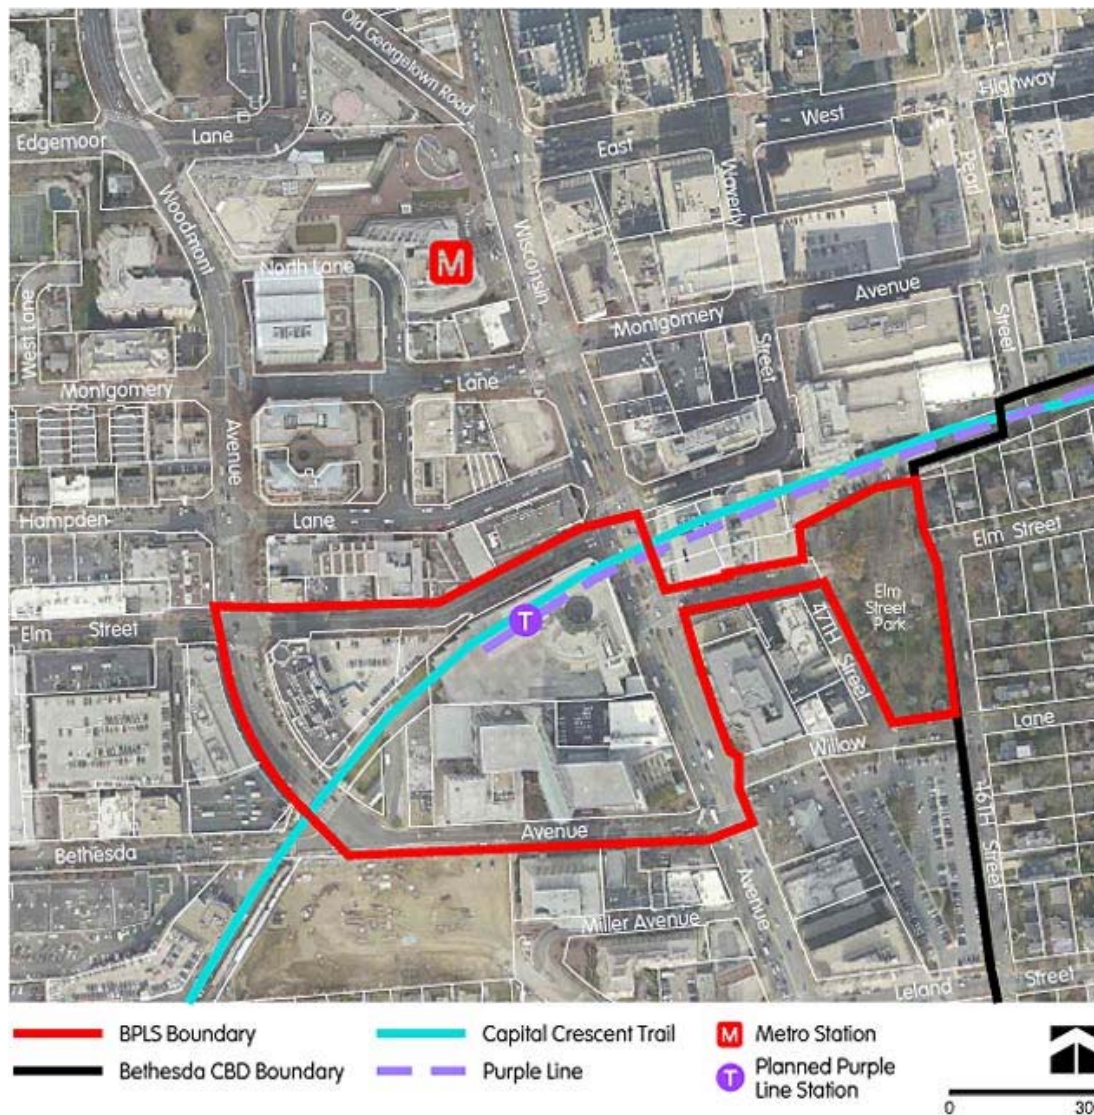 Old Georgetown Road
Highway
West
East
Edgemoor
Lane
Waverly
Pearl
Woodmont
Wisconsin
North Lane
M
West Lane
Avenue
Montgomery
Street
Street
Montgomery
Lane
Avenue
Hampden
Lane
Elm Street
Elm
Street
Park
T
Elm Street
47TH
Street
Lane
Willow
46TH
Avenue
Bethesda
Avenue
Street
Miller Avenue
Leland
Street
BPLS Boundary
Capital Crescent Trail
M Metro Station
Bethesda CBD Boundary
Purple Line
T Planned Purple
Line Station
0 300